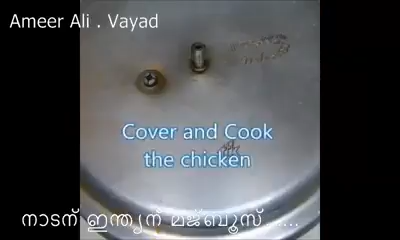 Ameer Ali . Vayad
Cover and Cook
the chicken
നാടന് ഇന്ത്യന് മജ്ബൂസ്......